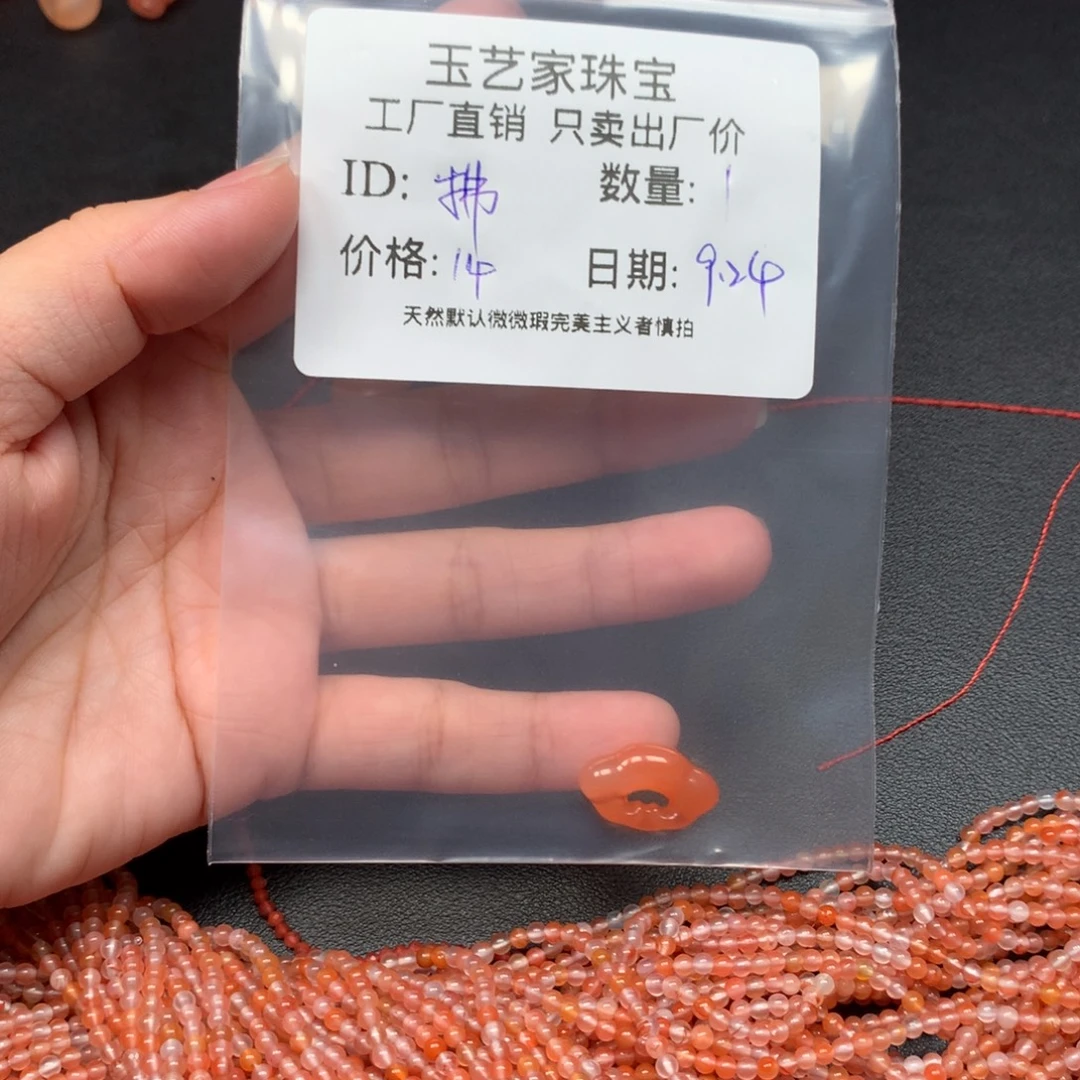 玉艺家珠宝
工厂直销 只卖出厂价
ID: 拂 数量: 1
价格: 14 日期: 9.24
天然默认微微瑕完美主义者慎拍